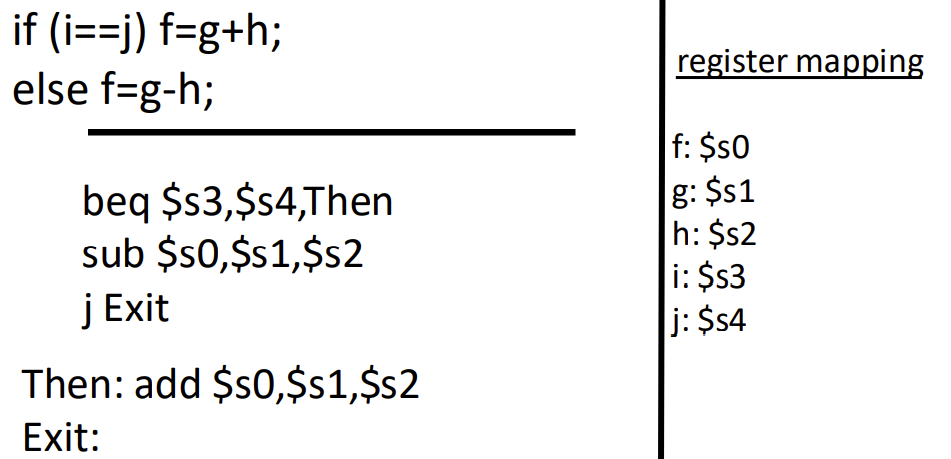 if (i==j) f=g+h;
else f=g-h;
beq $s3,$s4,Then
sub $s0,$s1,$s2
j Exit
Then: add $s0,$s1,$s2
Exit:
register mapping
f: $s0
g: $s1
h: $s2
i: $s3
j: $s4